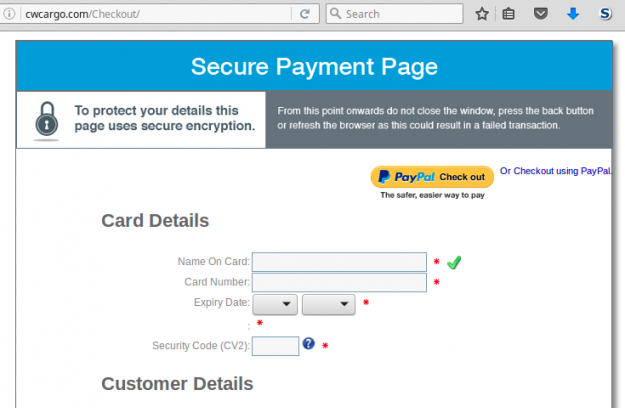 cwcargo.com/Checkout/
Search
S
Secure Payment Page
To protect your details this
page uses secure encryption.
From this point onwards do not close the window, press the back button
or refresh the browser as this could result in a failed transaction.
PayPal Check out
Or Checkout using PayPal.
The safer, easier way to pay
Card Details
Name On Card: *
Card Number: *
Expiry Date: *
: *
Security Code (CV2): ? *
Customer Details